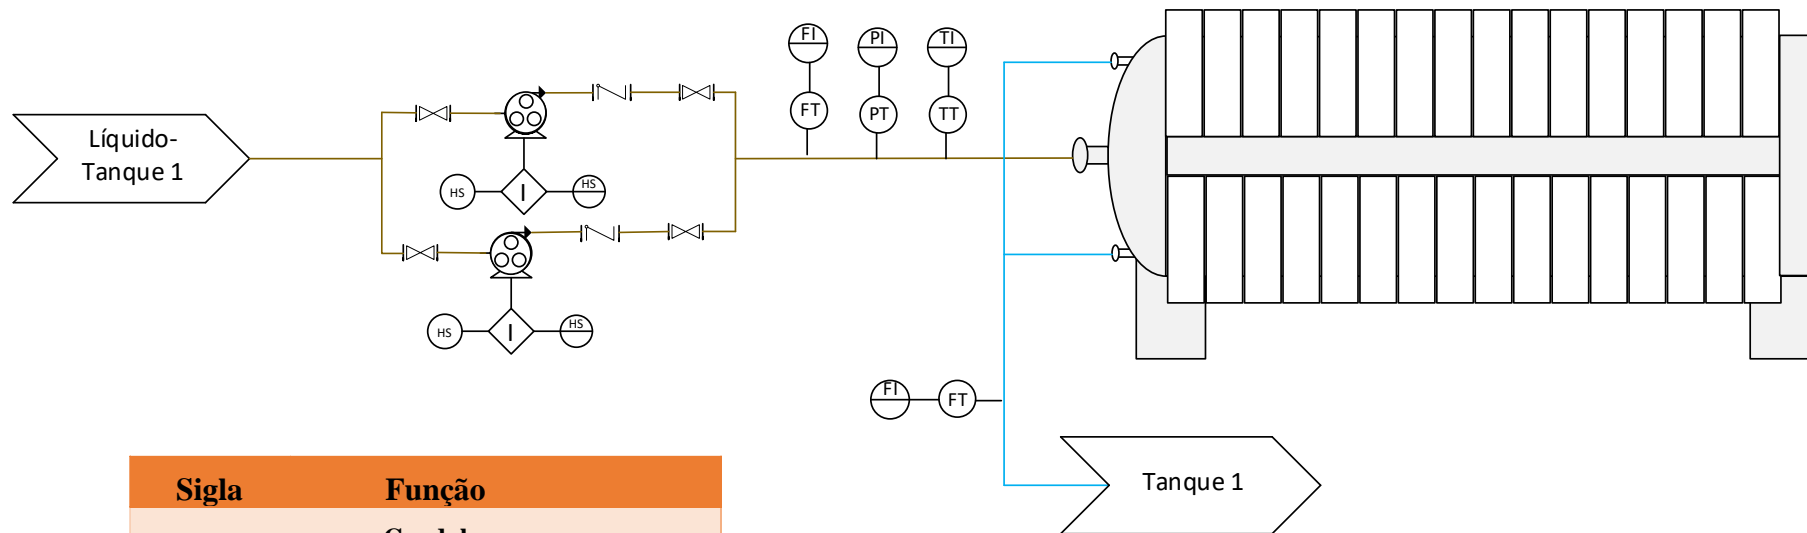 FI
PI
TI
FT
PT
TT
Líquido-
Tanque 1
HS
I
HS
HS
I
HS
FI
FT
Tanque 1
Sigla Função